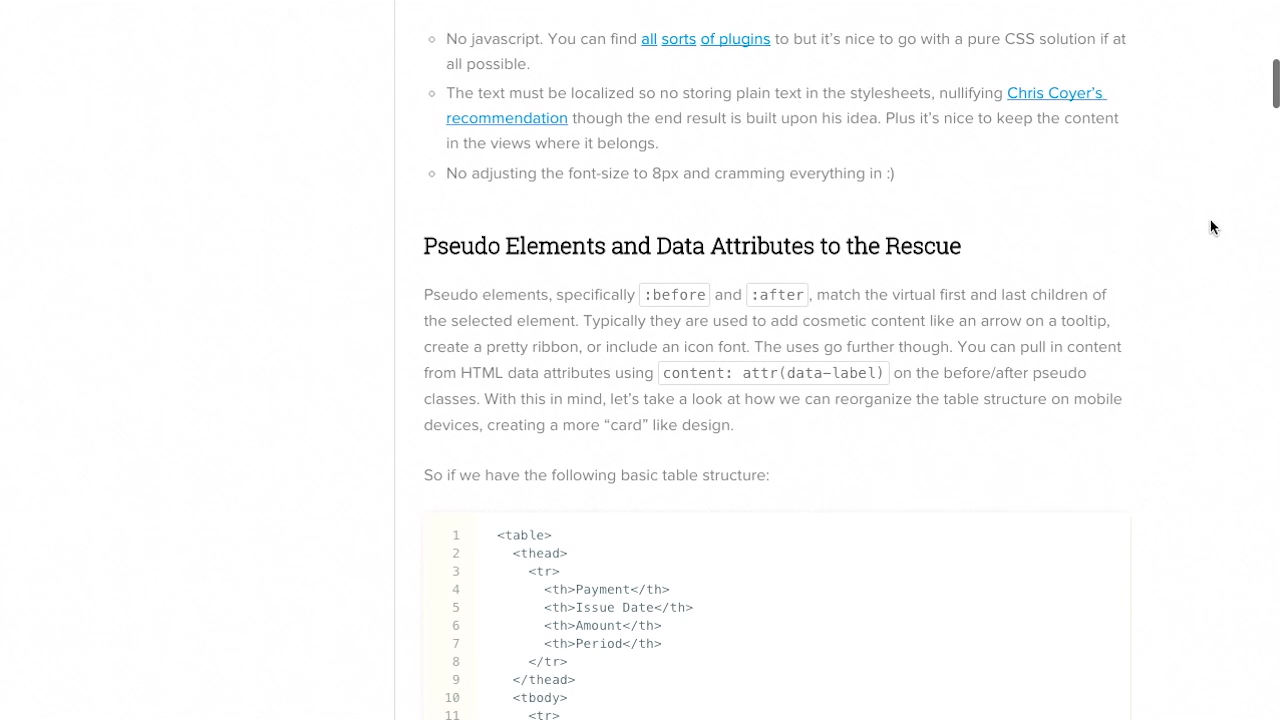 No javascript. You can find all sorts of plugins to but it’s nice to go with a pure CSS solution if at
all possible.
The text must be localized so no storing plain text in the stylesheets, nullifying Chris Coyer’s
recommendation though the end result is built upon his idea. Plus it’s nice to keep the content
in the views where it belongs.
No adjusting the font-size to 8px and cramming everything in :)
Pseudo Elements and Data Attributes to the Rescue
Pseudo elements, specifically :before and :after, match the virtual first and last children of
the selected element. Typically they are used to add cosmetic content like an arrow on a tooltip,
create a pretty ribbon, or include an icon font. The uses go further though. You can pull in content
from HTML data attributes using content: attr(data-label) on the before/after pseudo
classes. With this in mind, let’s take a look at how we can reorganize the table structure on mobile
devices, creating a more “card” like design.
So if we have the following basic table structure:
1 <table>
2 <thead>
3 <tr>
4 <th>Payment</th>
5 <th>Issue Date</th>
6 <th>Amount</th>
7 <th>Period</th>
8 </tr>
9 </thead>
10 <tbody>
11 <tr>